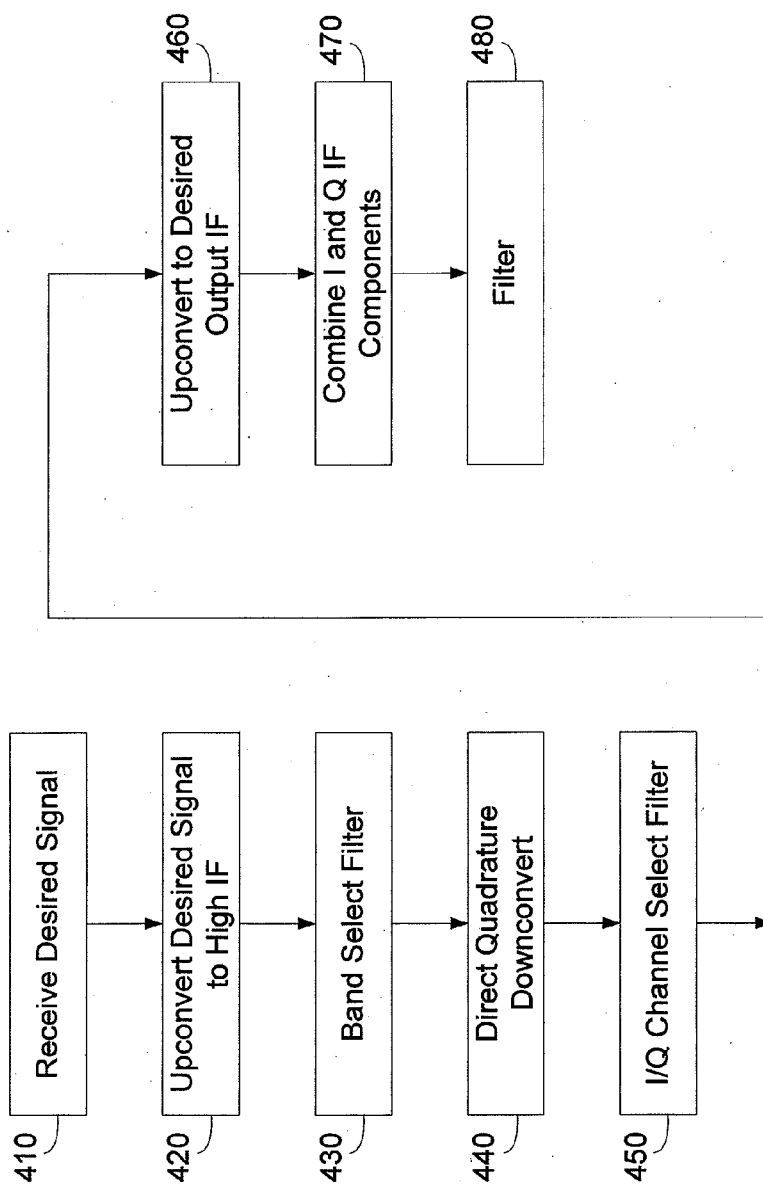 410
Receive Desired Signal
420
Upconvert Desired Signal
to High IF
430
Band Select Filter
440
Direct Quadrature
Downconvert
450
I/Q Channel Select Filter
460
Upconvert to Desired
Output IF
470
Combine I and Q IF
Components
480
Filter